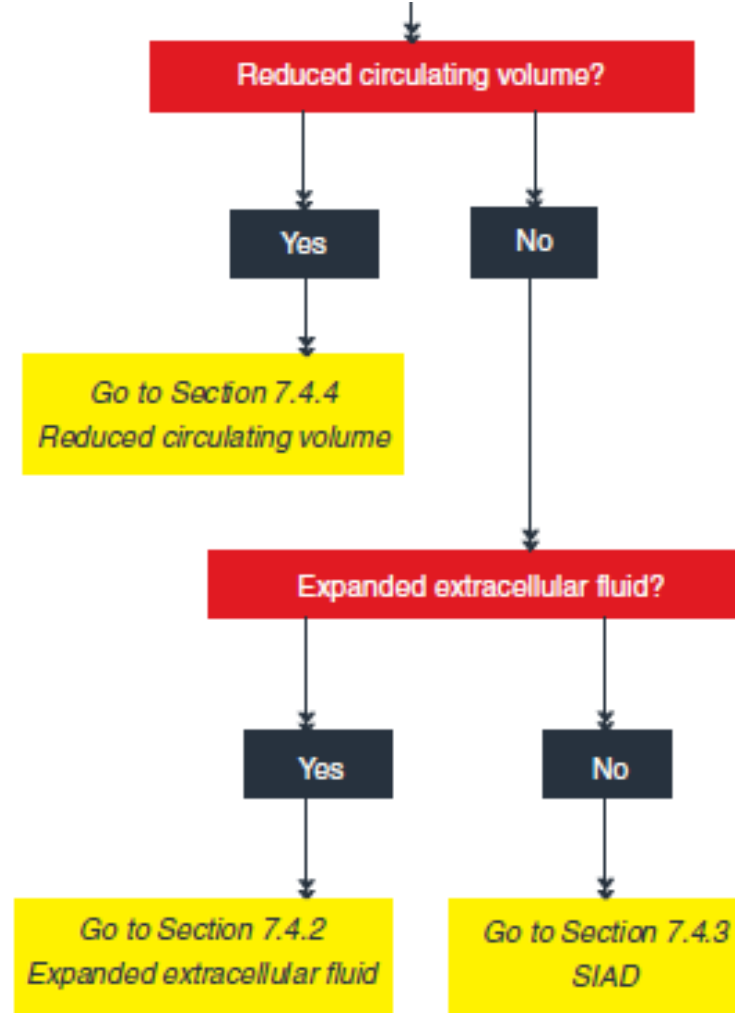 Reduced circulating volume?
Yes
No
Go to Section 7.4.4
Reduced circulating volume
Expanded extracellular fluid?
Yes
No
Go to Section 7.4.2
Expanded extracellular fluid
Go to Section 7.4.3
SIAD